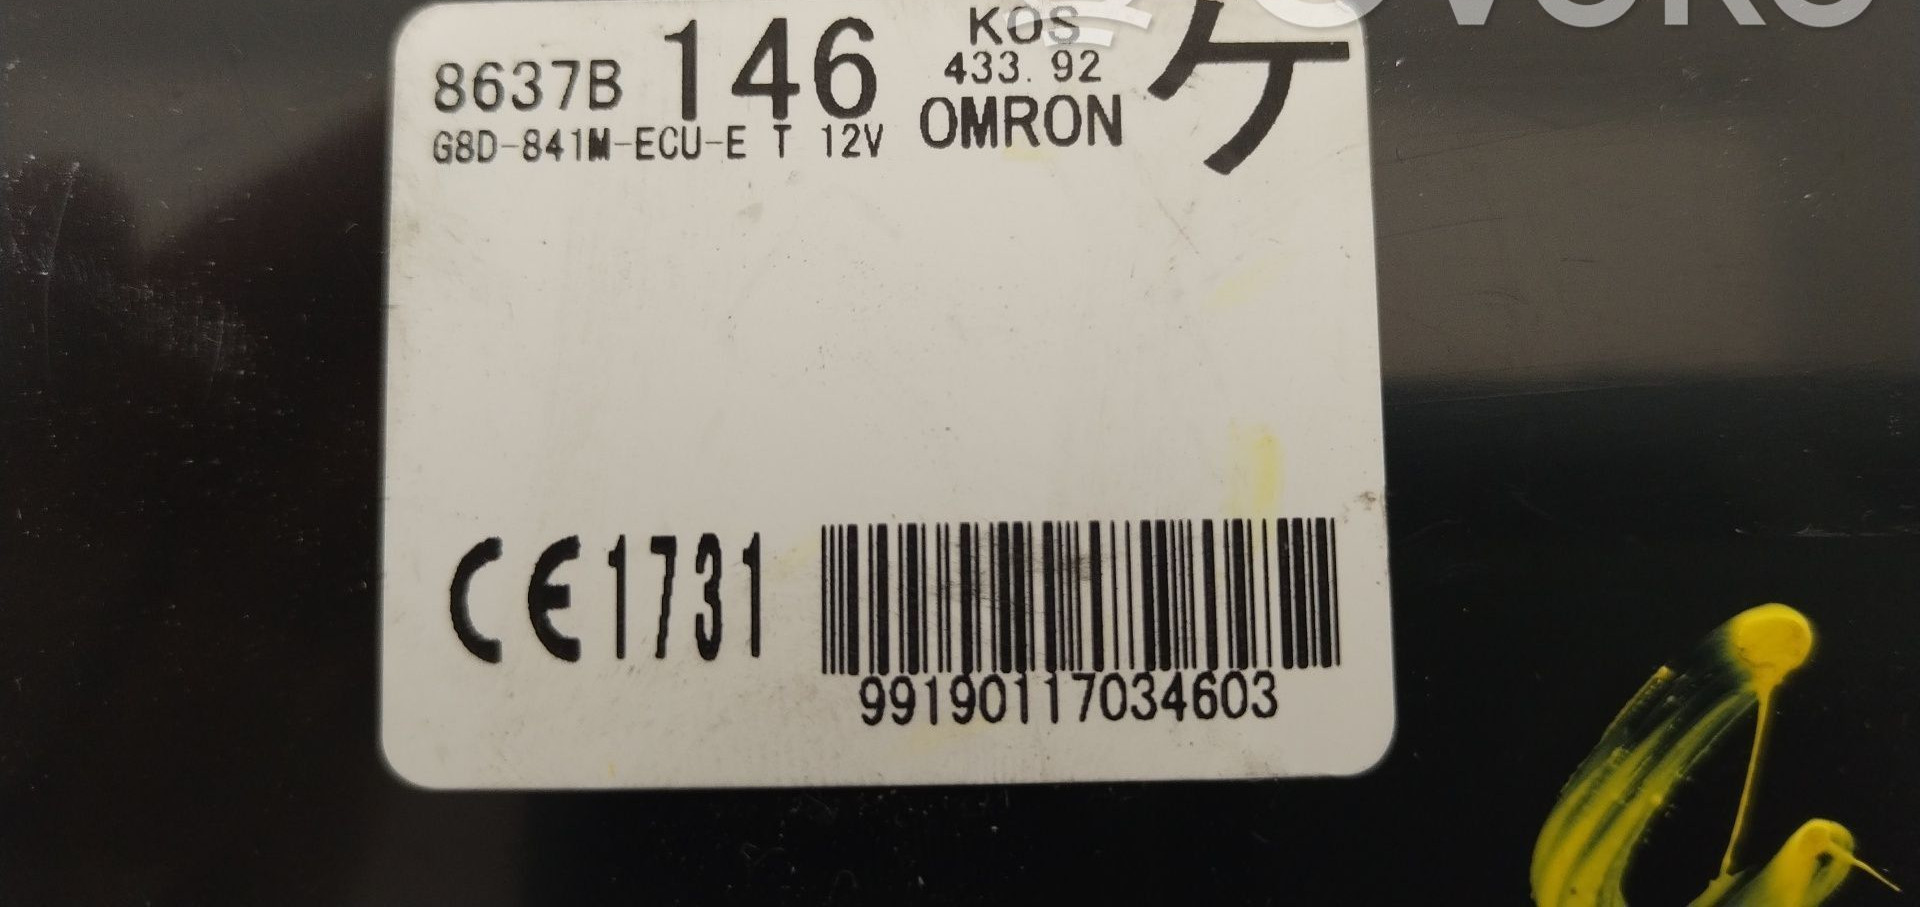 8637B 146 KOS ケ
433.92
G8D-841M-ECU-E T 12V OMRON
CE1731
99190117034603